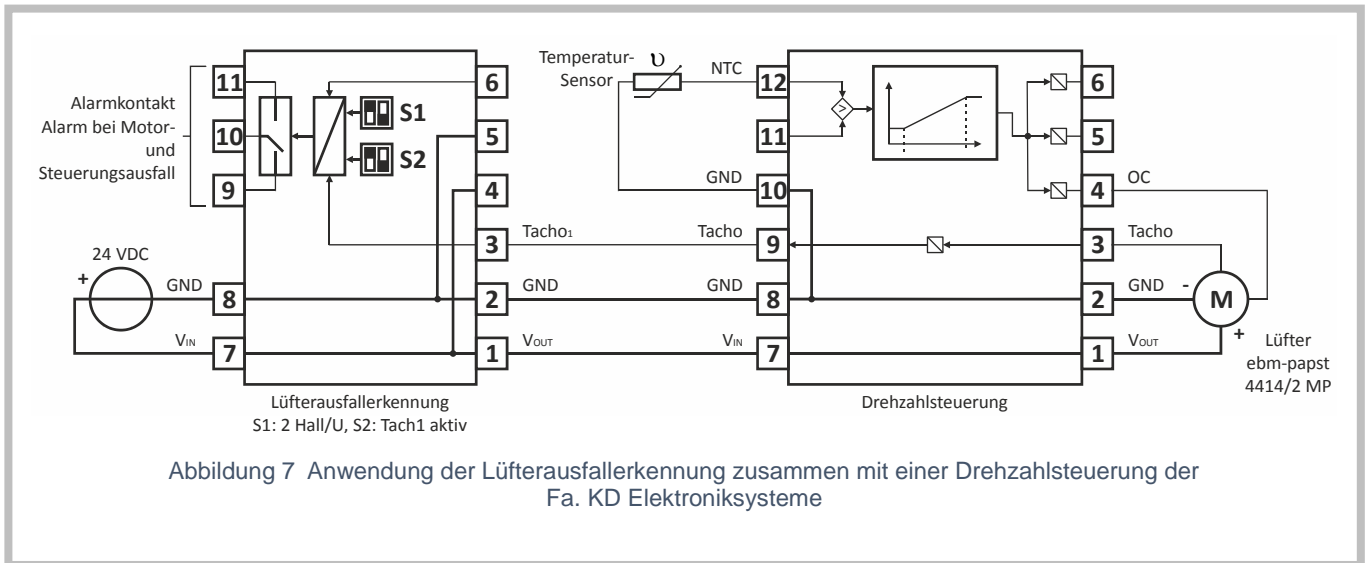 Alarmkontakt
Alarm bei Motor-
und
Steuerungsausfall
11
10
9
24 VDC
+
GND
8
VIN
7
S1
S2
6
5
4
3
Tacho1
2
GND
1
VOUT
Lüfterausfallerkennung
S1: 2 Hall/U, S2: Tach1 aktiv
Temperatur-
Sensor
υ
NTC
12
11
GND
10
Tacho
9
8
VIN
7
>
6
5
4
OC
3
Tacho
2
GND
-
M
+
1
VOUT
Drehzahlsteuerung
Lüfter
ebm-papst
4414/2 MP
Abbildung 7 Anwendung der Lüfterausfallerkennung zusammen mit einer Drehzahlsteuerung der
Fa. KD Elektroniksysteme